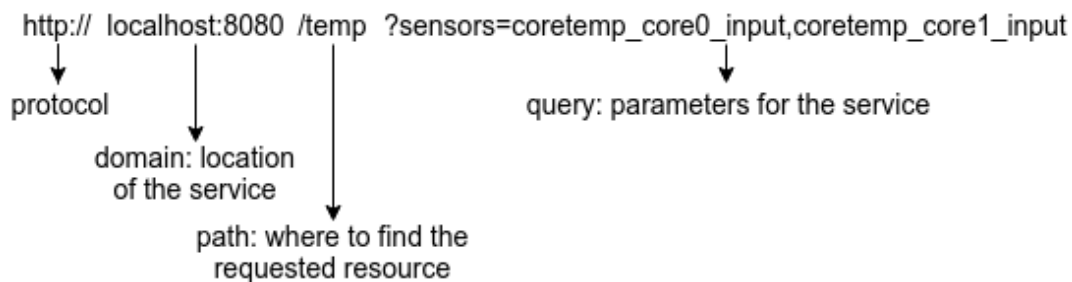 http:// localhost:8080 /temp ?sensors=coretemp_core0_input,coretemp_core1_input
protocol
query: parameters for the service
domain: location
of the service
path: where to find the
requested resource